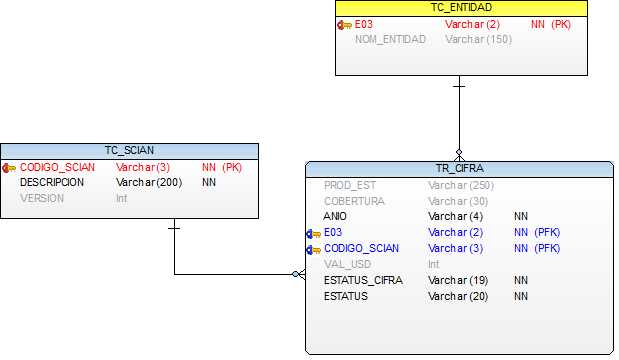 TC_ENTIDAD
E03 Varchar(2) NN (PK)
NOM_ENTIDAD Varchar(150)
TC_SCIAN
CODIGO_SCIAN Varchar(3) NN (PK)
DESCRIPCION Varchar(200) NN
VERSION Int
TR_CIFRA
PROD_EST Varchar(250)
COBERTURA Varchar(30)
ANIO Varchar(4) NN
E03 Varchar(2) NN (PFK)
CODIGO_SCIAN Varchar(3) NN (PFK)
VAL_USD Int
ESTATUS_CIFRA Varchar(19) NN
ESTATUS Varchar(20) NN